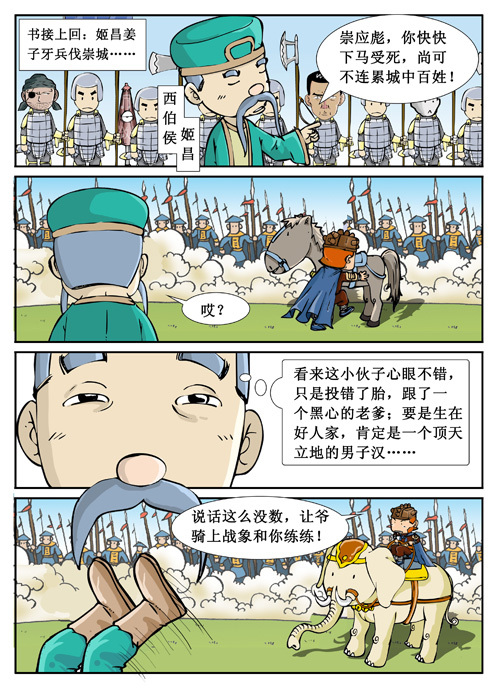 书接上回：姬昌姜
子牙兵伐崇城……
崇应彪，你快快
下马受死，尚可
不连累城中百姓！
西伯侯
姬昌
哎？
看来这小伙子心眼不错，
只是投错了胎，跟了一
个黑心的老爹；要是生在
好人家，肯定是一个顶天
立地的男子汉……
说话这么没数，让爷
骑上战象和你练练！